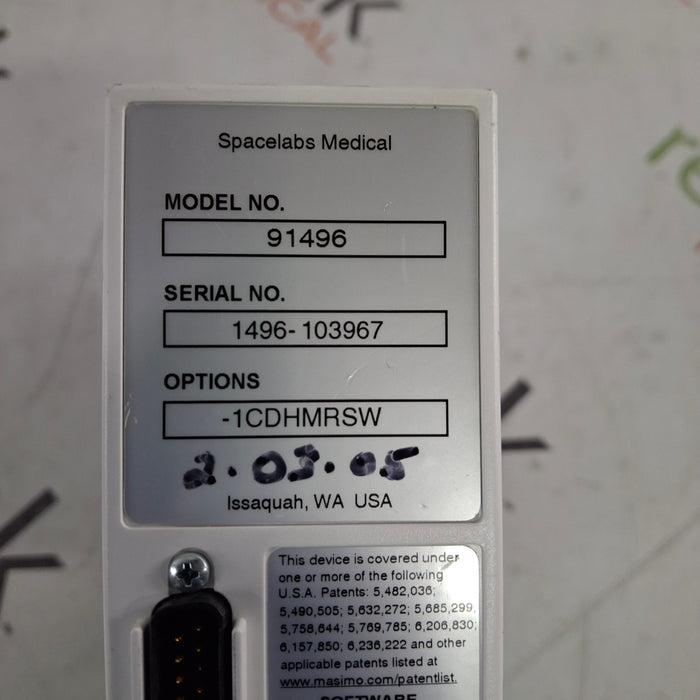 Spacelabs Medical
MODEL NO.
91496
SERIAL NO.
1496-103967
OPTIONS
-1CDHMRSW
2.03.05
Issaquah, WA USA
This device is covered under
one or more of the following
U.S.A. Patents: 5,482,036;
5,490,505; 5,632,272; 5,685,299,
5,758,644; 5,769,785; 6,206,830;
6,157,850; 6,236,222 and other
applicable patents listed at
www.masimo.com/patentlist.
SOFTWARE